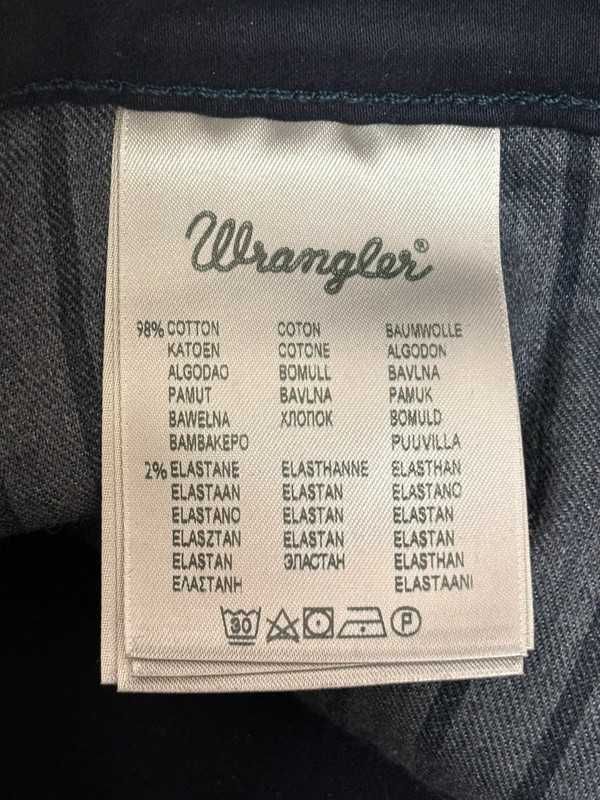 Wrangler®
98% COTTON COTON BAUMWOLLE
KATOEN COTONE ALGODON
ALGODAO BOMULL BAVLNA
PAMUT BAVLNA PAMUK
BAWEŁNA ХЛОПОК BOMULD
BAMBAKEPO PUUVILLA
2% ELASTANE ELASTHANNE ELASTHAN
ELASTAAN ELASTAN ELASTANO
ELASTANO ELASTAN ELASTAN
ELASZTAN ELASTAN ELASTAN
ELASTAN ЭЛАСТАН ELASTHAN
ΕΛΑΣΤΑΝΗ ELASTAANI
30 P